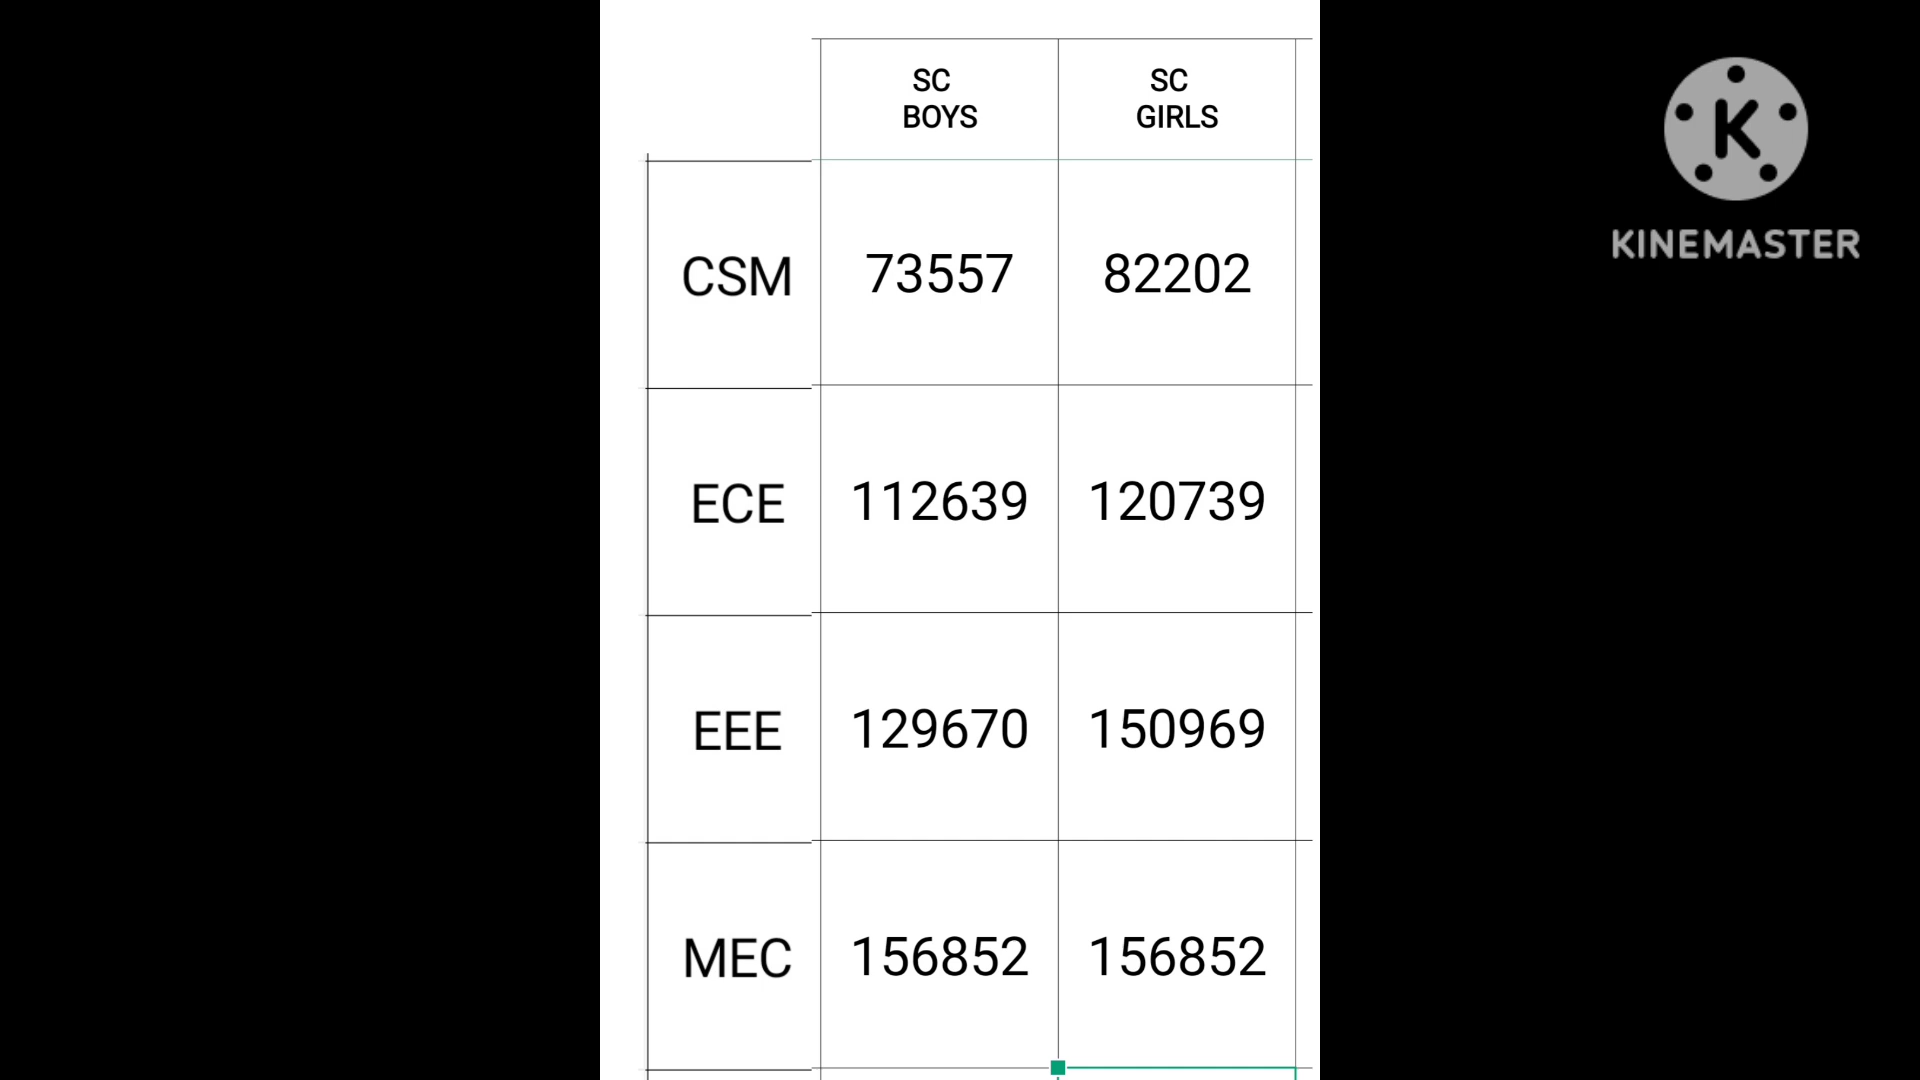 SC
BOYS
SC
GIRLS
CSM 73557 82202
ECE 112639 120739
EEE 129670 150969
MEC 156852 156852
K
KINEMASTER